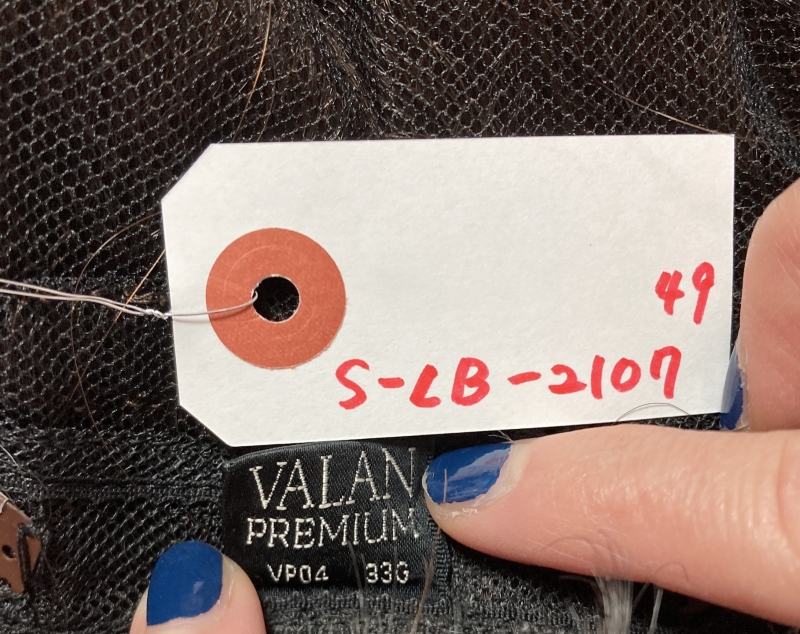 49
S-LB-2107
VALAN
PREMIUM
VP04 33G